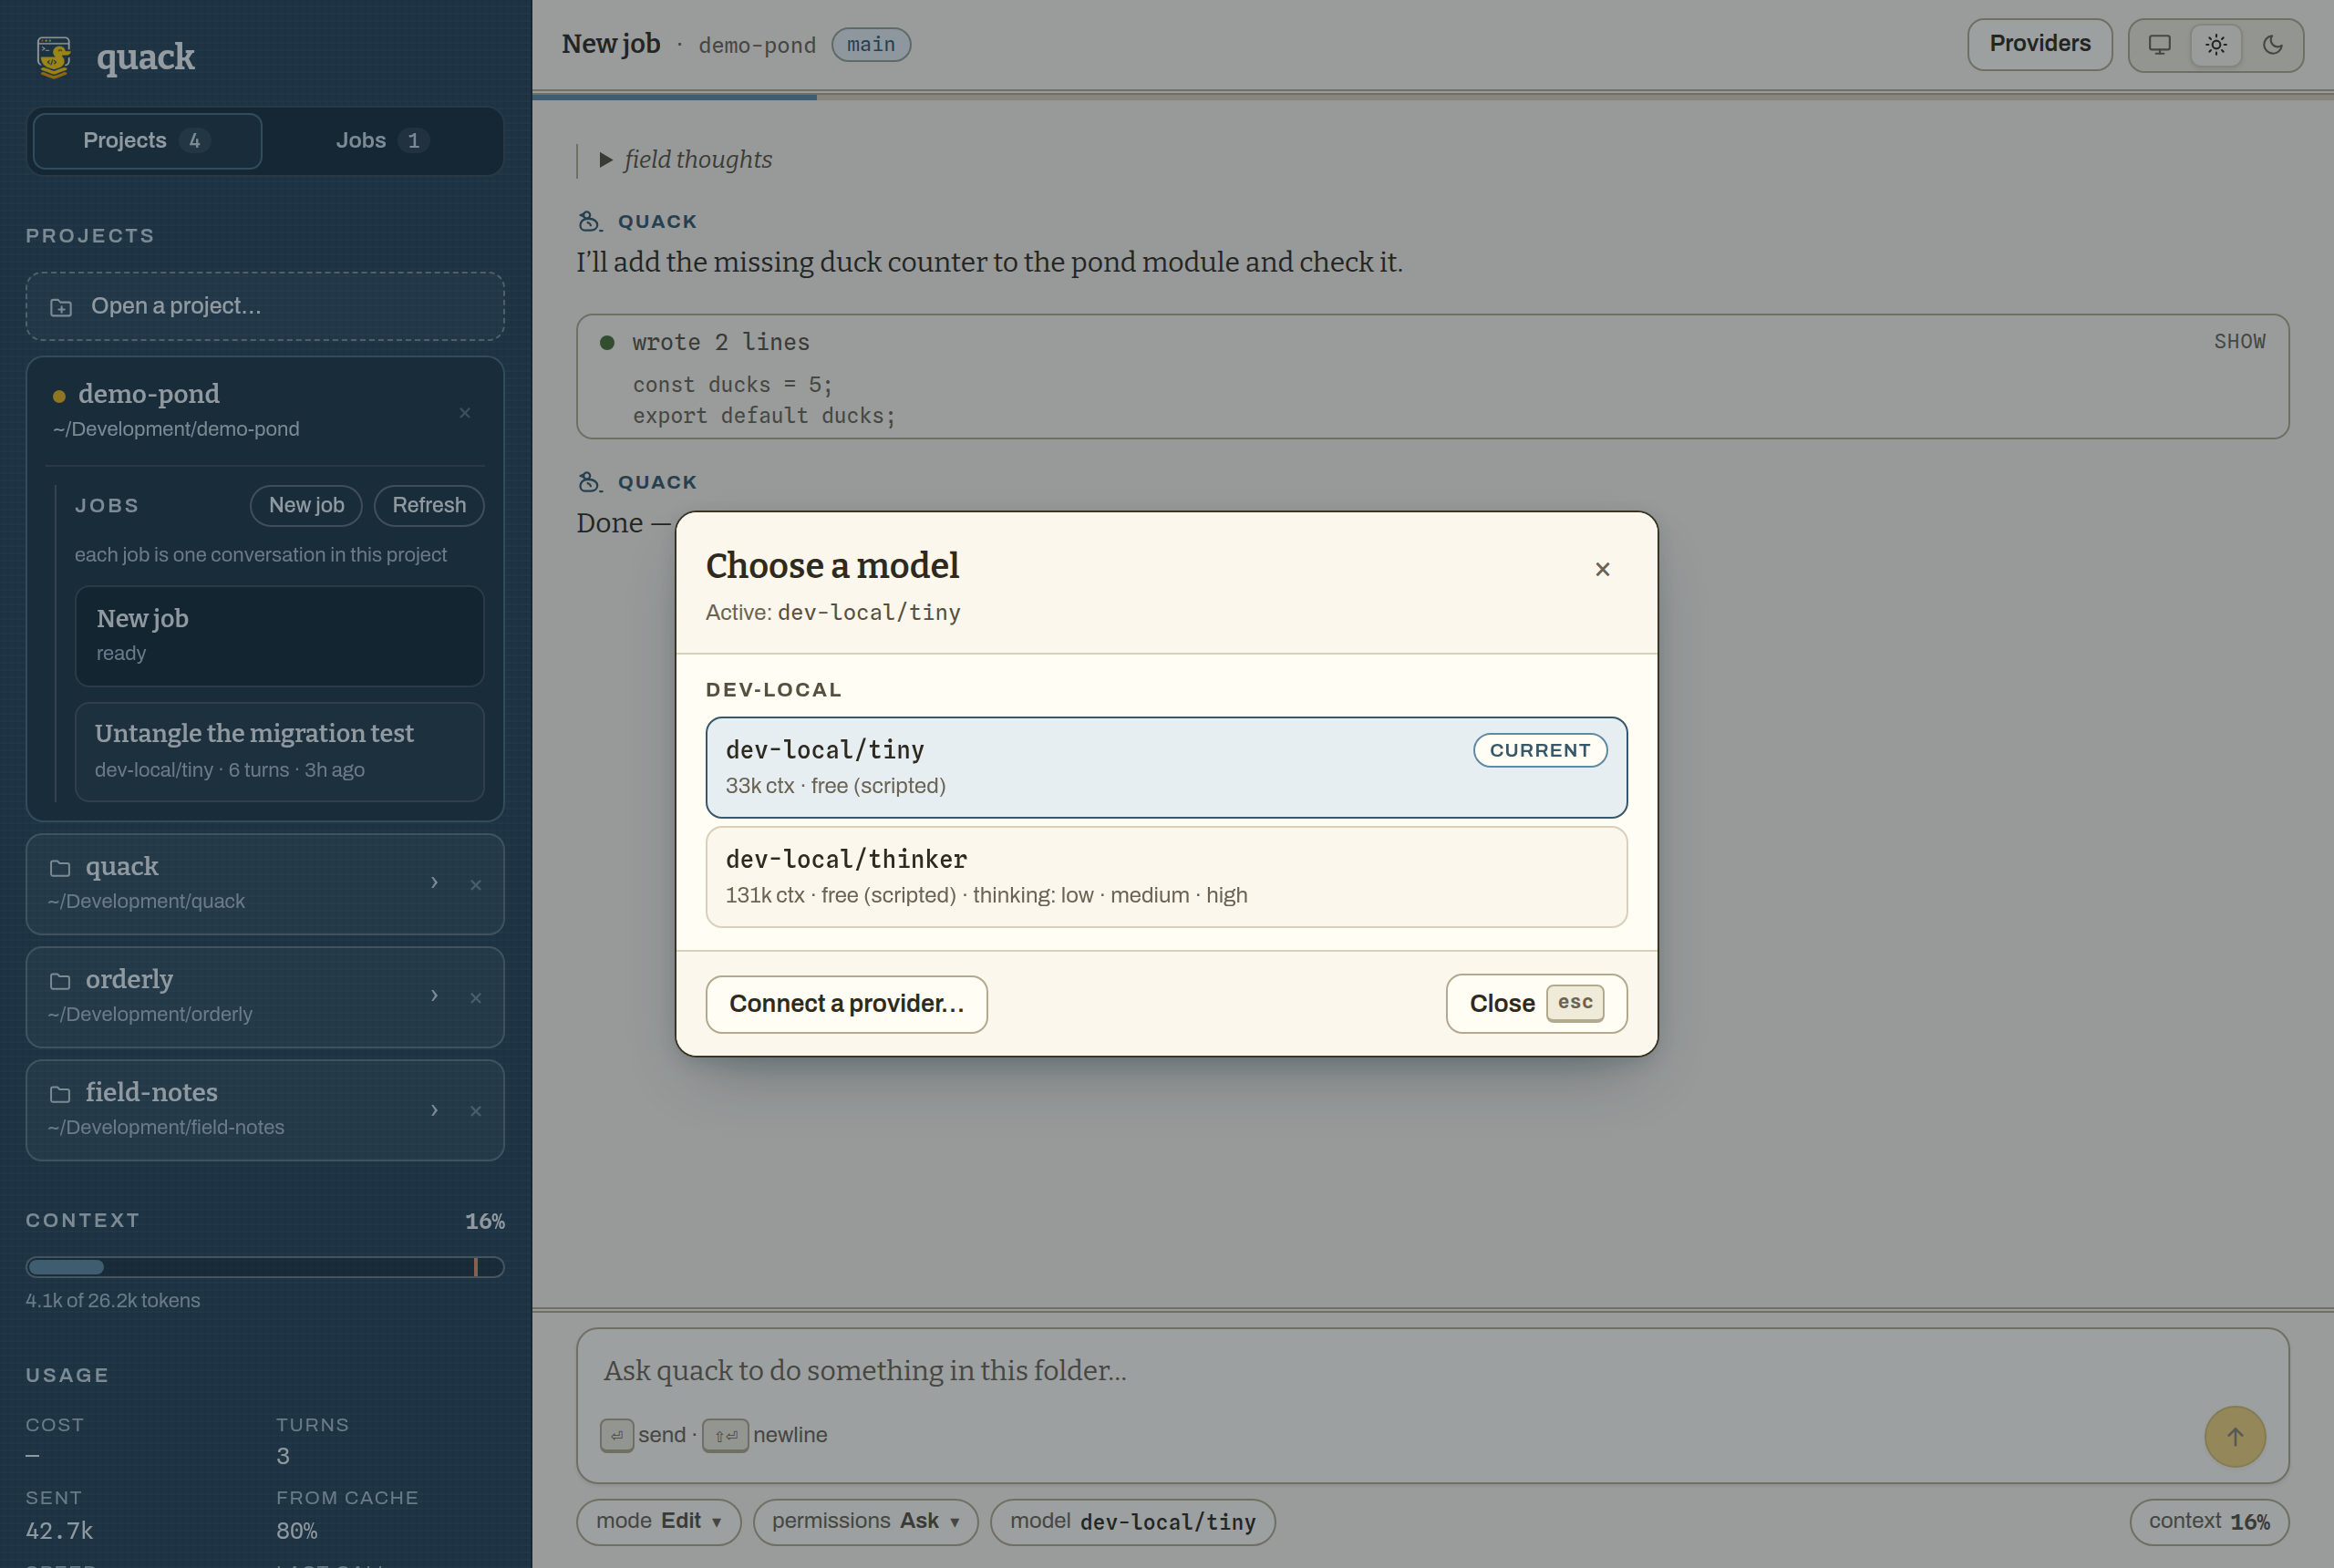 quack
Projects 4
Jobs 1
PROJECTS
Open a project…
demo-pond
~/Development/demo-pond
×
JOBS
New job
Refresh
each job is one conversation in this project
New job
ready
Untangle the migration test
dev-local/tiny · 6 turns · 3h ago
quack
~/Development/quack
› ×
orderly
~/Development/orderly
› ×
field-notes
~/Development/field-notes
› ×
CONTEXT 16%
4.1k of 26.2k tokens
USAGE
COST TURNS
— 3
SENT FROM CACHE
42.7k 80%
New job · demo-pond main
Providers
▶ field thoughts
QUACK
I’ll add the missing duck counter to the pond module and check it.
wrote 2 lines SHOW
const ducks = 5;
export default ducks;
QUACK
Done —
Choose a model ×
Active: dev-local/tiny
DEV-LOCAL
dev-local/tiny CURRENT
33k ctx · free (scripted)
dev-local/thinker
131k ctx · free (scripted) · thinking: low · medium · high
Connect a provider…
Close esc
Ask quack to do something in this folder…
⏎ send · ⇧⏎ newline
mode Edit ▾
permissions Ask ▾
model dev-local/tiny
context 16%